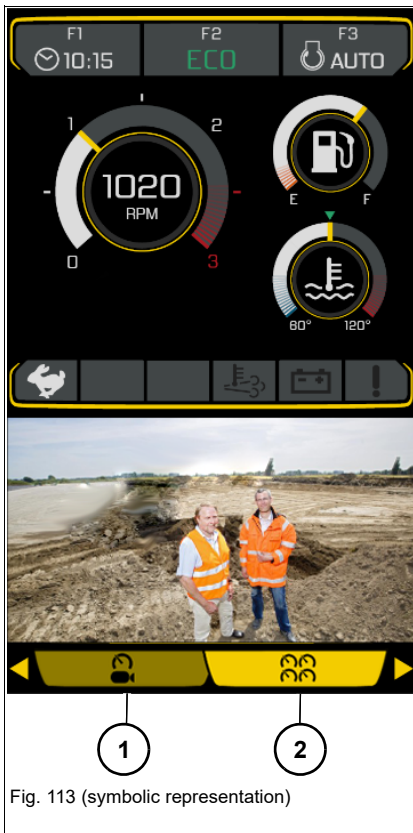 F1 F2 F3
10:15 ECO AUTO
1 2
1020
RPM
0 3
E F
80° 120°
1 2
Fig. 113 (symbolic representation)